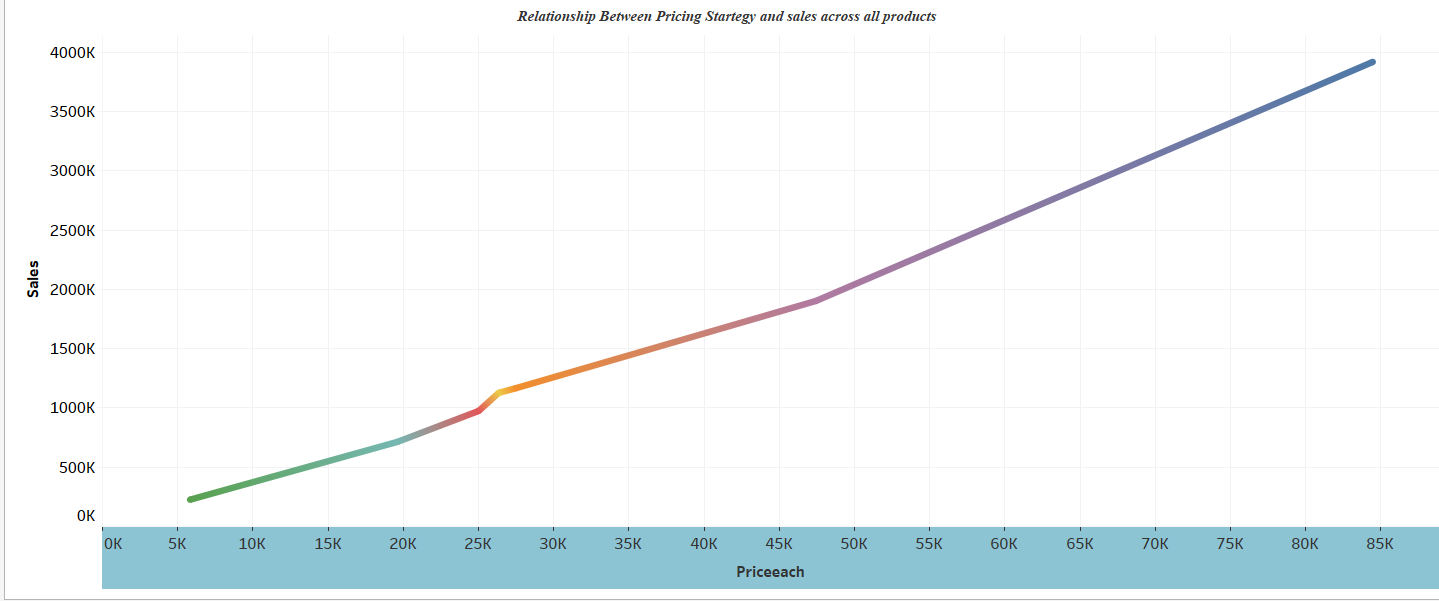 Relationship Between Pricing Startegy and sales across all products
4000K
3500K
3000K
2500K
2000K
1500K
1000K
500K
0K
Sales
0K 5K 10K 15K 20K 25K 30K 35K 40K 45K 50K 55K 60K 65K 70K 75K 80K 85K
Priceeach